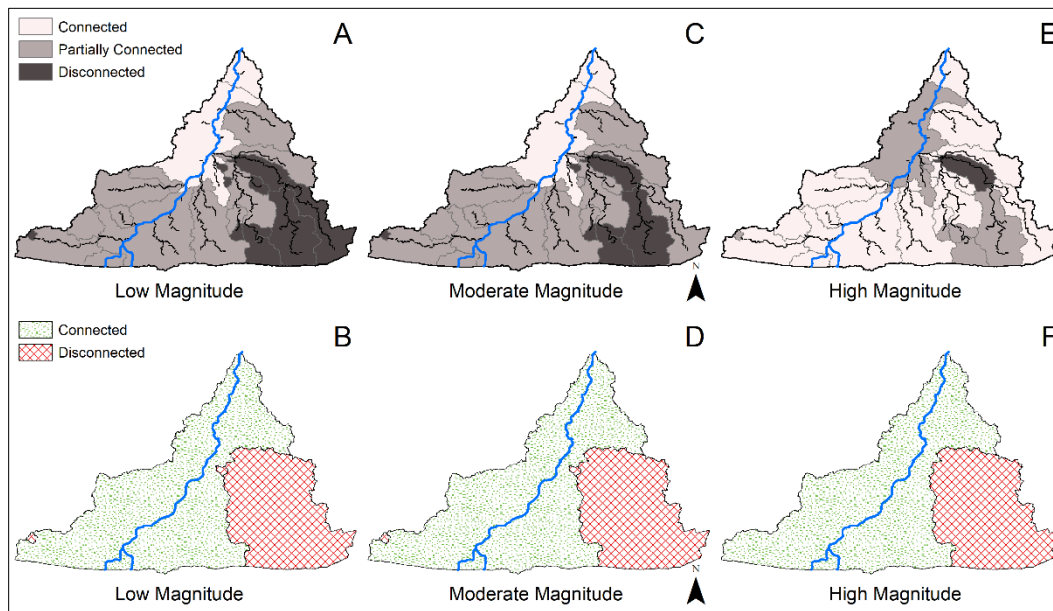 Connected
Partially Connected
Disconnected
A
C
E
Low Magnitude
Moderate Magnitude
N
High Magnitude
Connected
Disconnected
B
D
F
Low Magnitude
Moderate Magnitude
N
High Magnitude